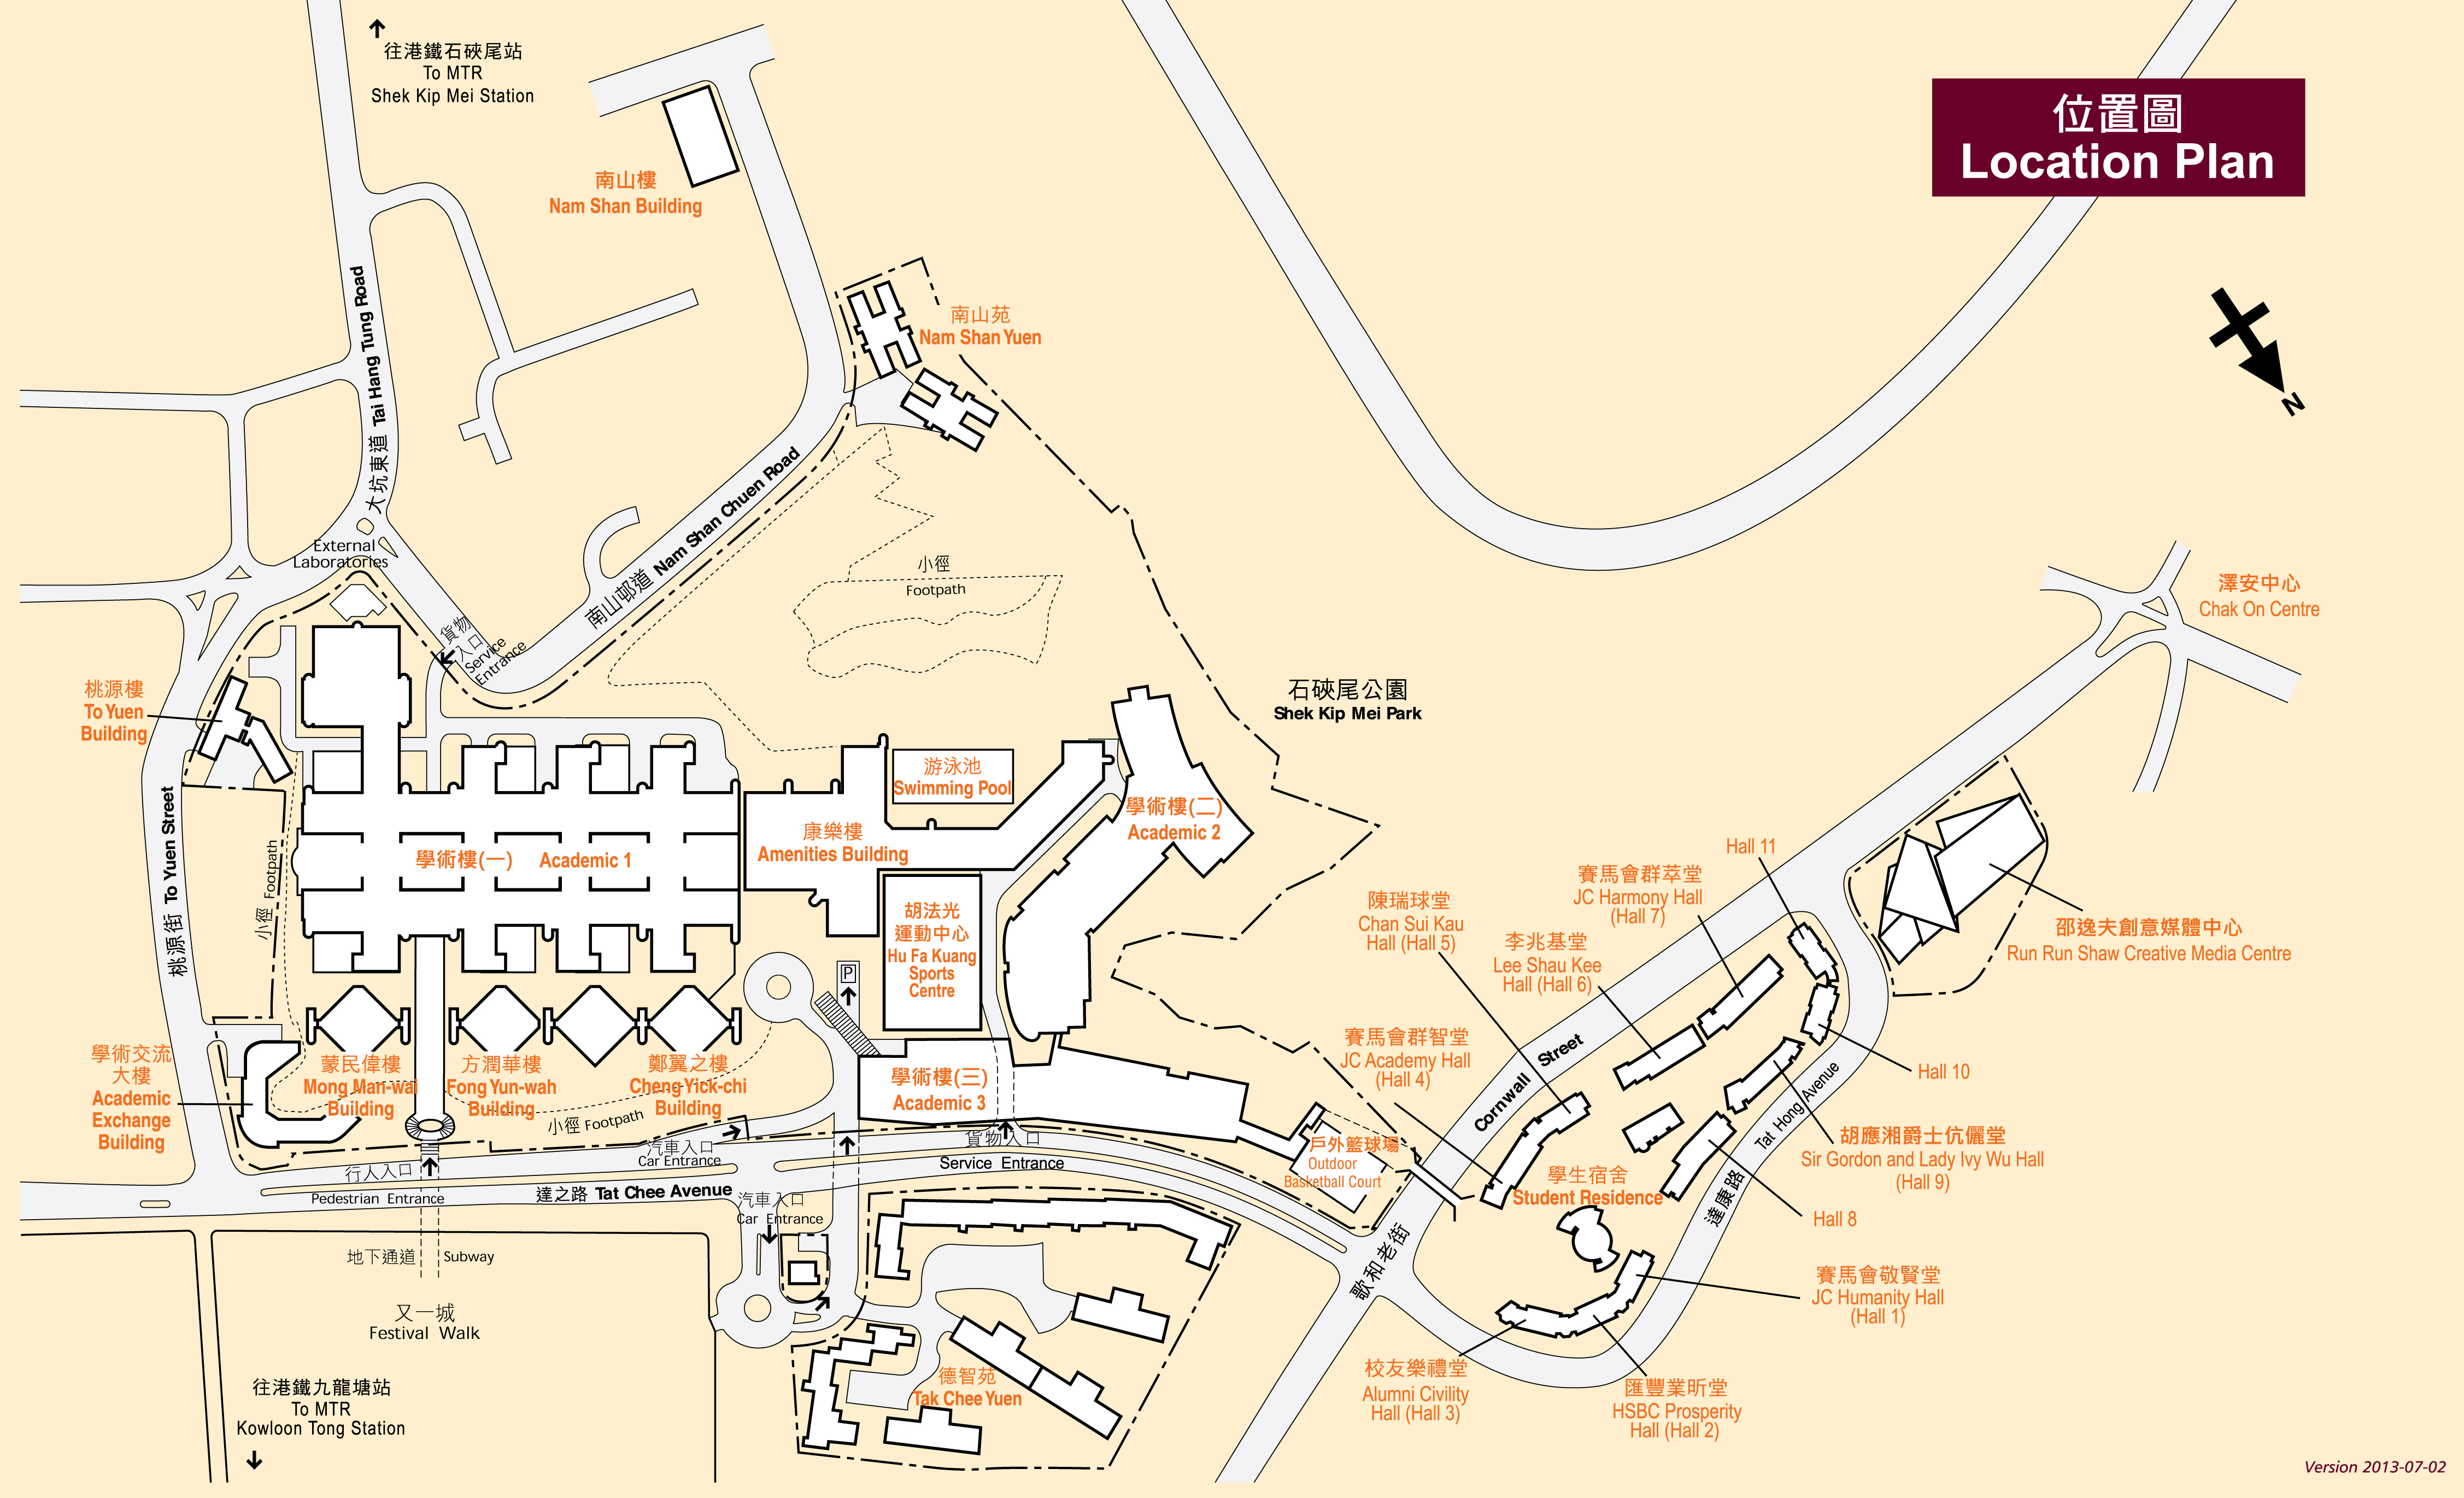 往港鐵石硤尾站
To MTR
Shek Kip Mei Station
位置圖
Location Plan
南山樓
Nam Shan Building
大坑東道 Tai Hang Tung Road
南山苑
Nam Shan Yuen
N
南山邨道 Nam Shan Chuen Road
External
Laboratories
小徑
Footpath
貨物
入口
Service
Entrance
澤安中心
Chak On Centre
石硤尾公園
Shek Kip Mei Park
桃源樓
To Yuen
Building
桃源街 To Yuen Street
小徑 Footpath
學術樓(一) Academic 1
康樂樓
Amenities Building
游泳池
Swimming Pool
學術樓(二)
Academic 2
胡法光
運動中心
Hu Fa Kuang
Sports
Centre
P
Hall 11
賽馬會群萃堂
JC Harmony Hall
(Hall 7)
陳瑞球堂
Chan Sui Kau
Hall (Hall 5)
李兆基堂
Lee Shau Kee
Hall (Hall 6)
邵逸夫創意媒體中心
Run Run Shaw Creative Media Centre
賽馬會群智堂
JC Academy Hall
(Hall 4)
Cornwall Street
歌和老街
Hall 10
Tat Hong Avenue
達康路
胡應湘爵士伉儷堂
Sir Gordon and Lady Ivy Wu Hall
(Hall 9)
Hall 8
學生宿舍
Student Residence
學術交流
大樓
Academic
Exchange
Building
蒙民偉樓
Mong Man-wai
Building
方潤華樓
Fong Yun-wah
Building
鄭翼之樓
Cheng Yick-chi
Building
學術樓(三)
Academic 3
小徑 Footpath
汽車入口
Car Entrance
貨物入口
Service Entrance
戶外籃球場
Outdoor
Basketball Court
行人入口
Pedestrian Entrance
達之路 Tat Chee Avenue
汽車入口
Car Entrance
地下通道 Subway
又一城
Festival Walk
往港鐵九龍塘站
To MTR
Kowloon Tong Station
德智苑
Tak Chee Yuen
賽馬會敬賢堂
JC Humanity Hall
(Hall 1)
校友樂禮堂
Alumni Civility
Hall (Hall 3)
匯豐業昕堂
HSBC Prosperity
Hall (Hall 2)
Version 2013-07-02